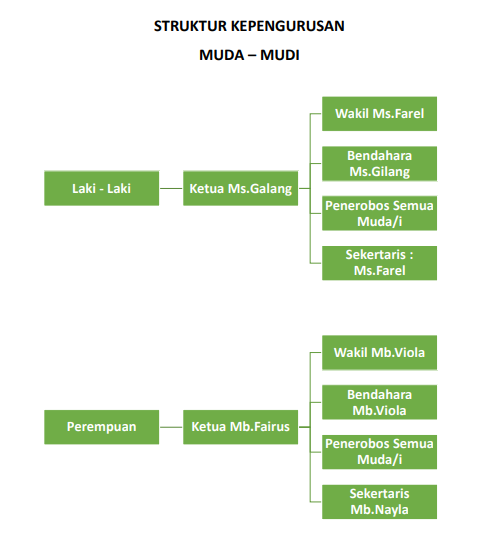 STRUKTUR KEPENGURUSAN
MUDA – MUDI
Laki - Laki
Ketua Ms.Galang
Wakil Ms.Farel
Bendahara
Ms.Gilang
Penerobos Semua
Muda/i
Sekertaris :
Ms.Farel
Perempuan
Ketua Mb.Fairus
Wakil Mb.Viola
Bendahara
Mb.Viola
Penerobos Semua
Muda/i
Sekertaris
Mb.Nayla